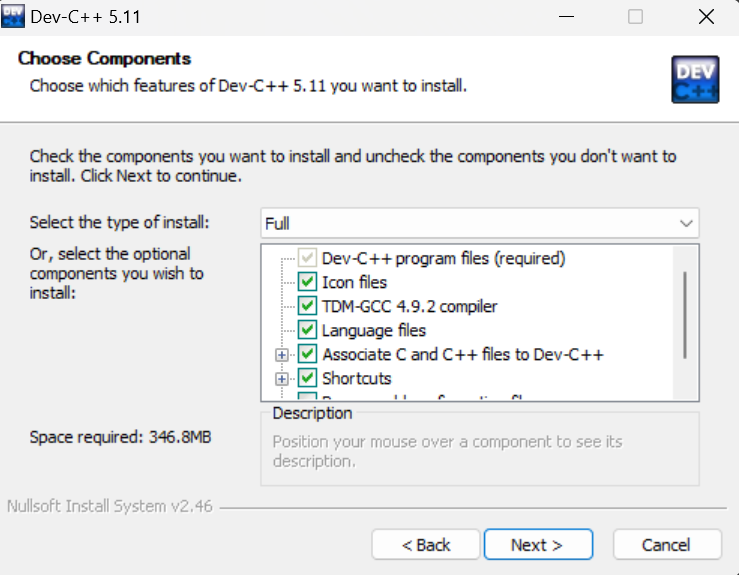 Dev-C++ 5.11
Choose Components
Choose which features of Dev-C++ 5.11 you want to install.
DEV
C++
Check the components you want to install and uncheck the components you don't want to
install. Click Next to continue.
Select the type of install:
Full
Or, select the optional
components you wish to
install:
Dev-C++ program files (required)
Icon files
TDM-GCC 4.9.2 compiler
Language files
Associate C and C++ files to Dev-C++
Shortcuts
Space required: 346.8MB
Description
Position your mouse over a component to see its
description.
Nullsoft Install System v2.46
< Back
Next >
Cancel